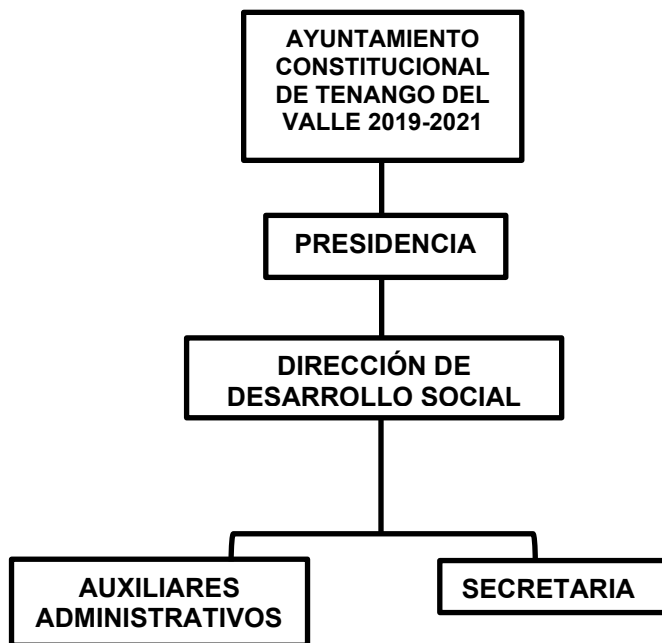 AYUNTAMIENTO
CONSTITUCIONAL
DE TENANGO DEL
VALLE 2019-2021
PRESIDENCIA
DIRECCIÓN DE
DESARROLLO SOCIAL
AUXILIARES
ADMINISTRATIVOS
SECRETARIA